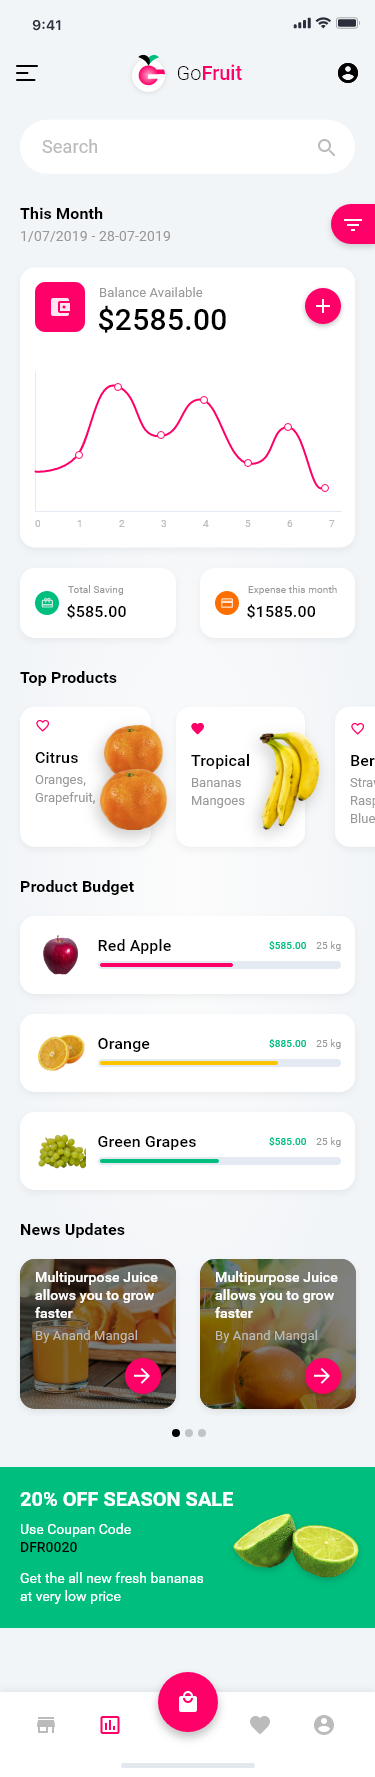 9:41
GoFruit
Search
This Month
1/07/2019 - 28-07-2019
Balance Available
$2585.00
0 1 2 3 4 5 6 7
Total Saving
$585.00
Expense this month
$1585.00
Top Products
Citrus
Oranges,
Grapefruit,
Tropical
Bananas
Mangoes
Ber
Stra
Rasp
Blue
Product Budget
Red Apple $585.00 25 kg
Orange $885.00 25 kg
Green Grapes $585.00 25 kg
News Updates
Multipurpose Juice
allows you to grow
faster
By Anand Mangal
Multipurpose Juice
allows you to grow
faster
By Anand Mangal
20% OFF SEASON SALE
Use Coupan Code
DFR0020
Get the all new fresh bananas
at very low price